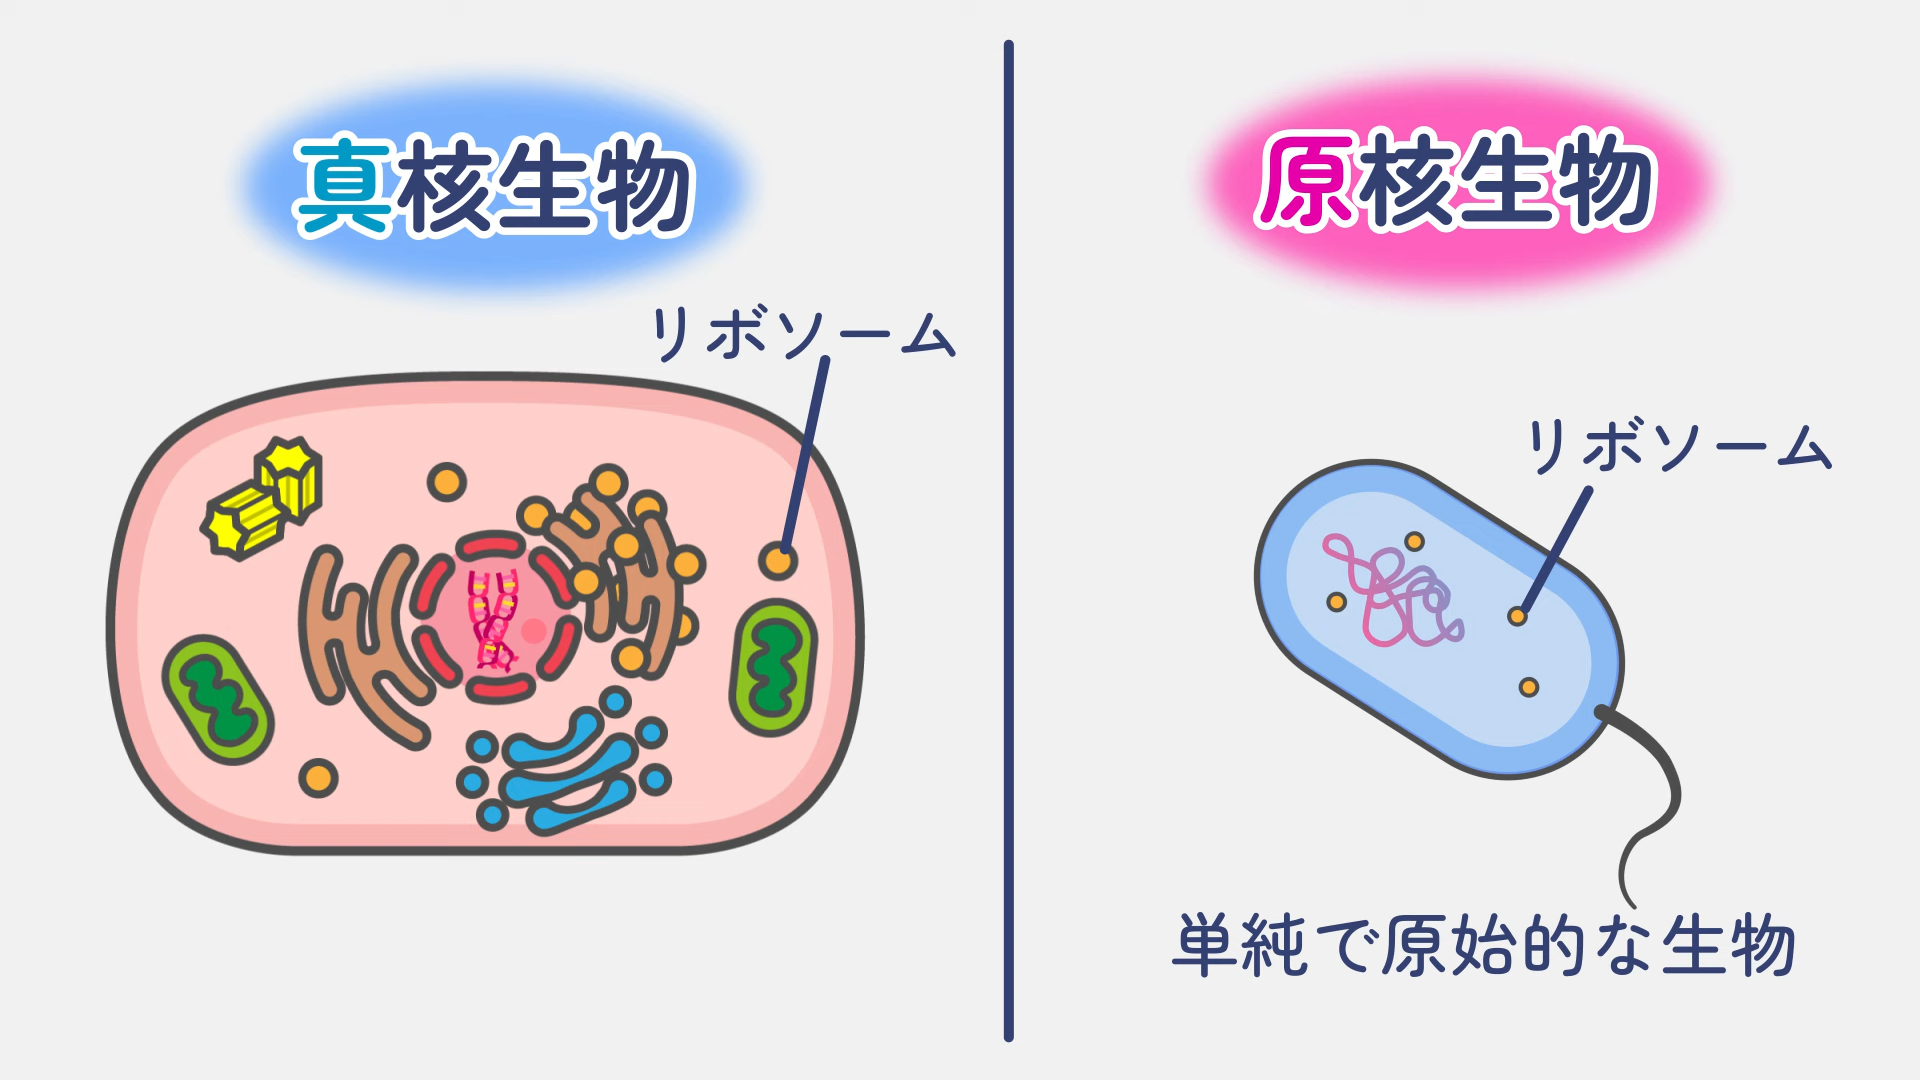 真核生物
リボソーム
原核生物
リボソーム
単純で原始的な生物